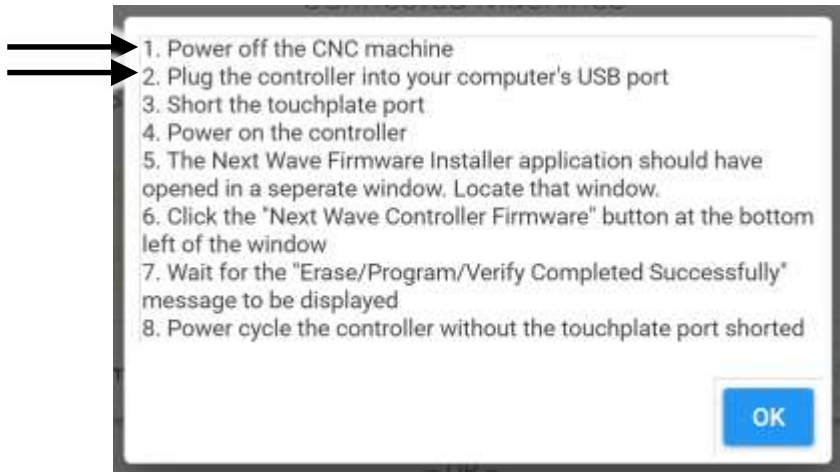 1. Power off the CNC machine
2. Plug the controller into your computer's USB port
3. Short the touchplate port
4. Power on the controller
5. The Next Wave Firmware Installer application should have
opened in a seperate window. Locate that window.
6. Click the "Next Wave Controller Firmware" button at the bottom
left of the window
7. Wait for the "Erase/Program/Verify Completed Successfully"
message to be displayed
8. Power cycle the controller without the touchplate port shorted
OK